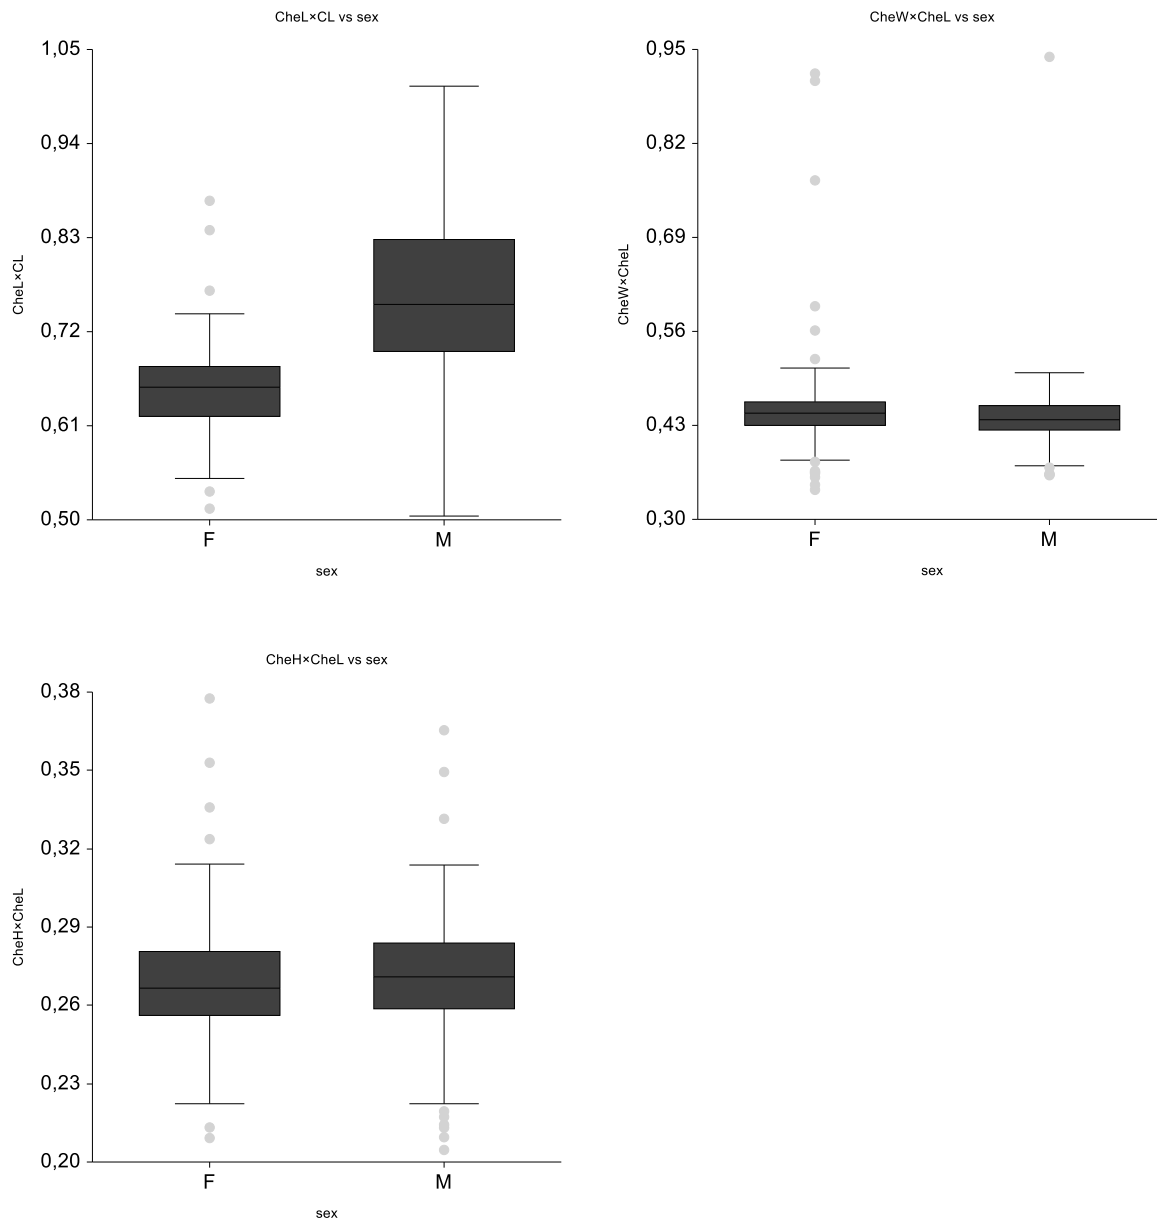 CheL×CL vs sex
1,05
0,94
0,83
0,72
0,61
0,50
CheL×CL
F M
sex
CheW×CheL vs sex
0,95
0,82
0,69
0,56
0,43
0,30
CheW×CheL
F M
sex
CheH×CheL vs sex
0,38
0,35
0,32
0,29
0,26
0,23
0,20
CheH×CheL
F M
sex